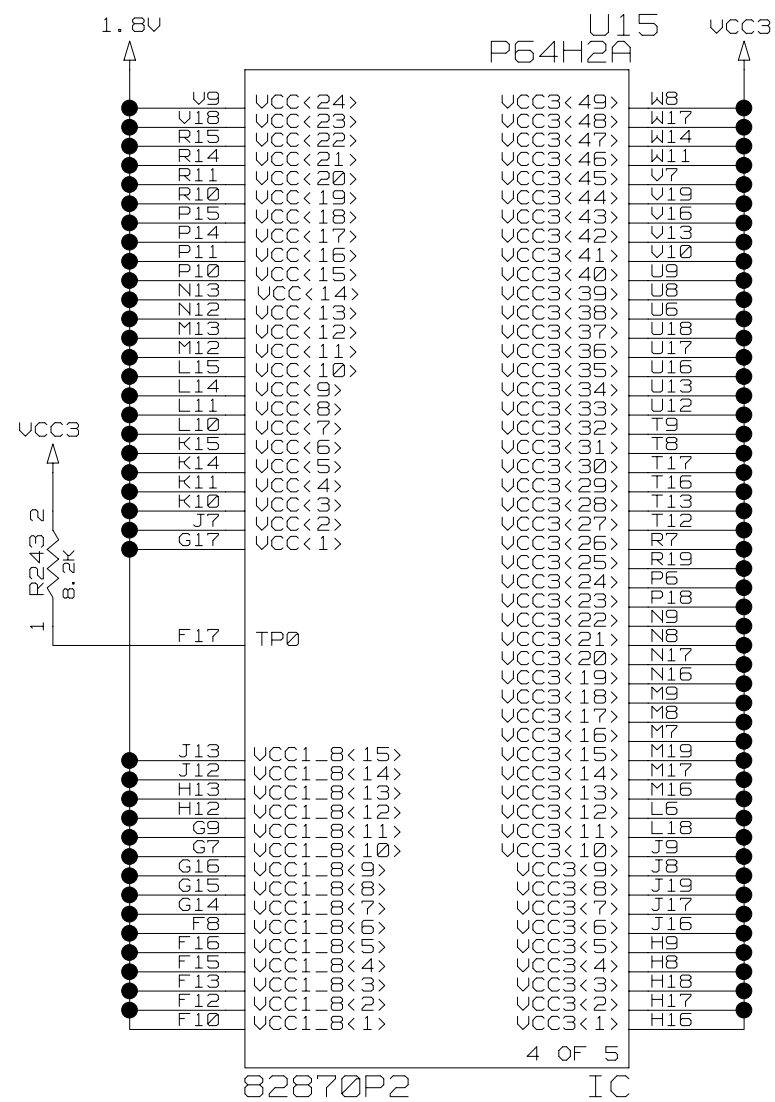 1.8V U15 VCC3
P64H2A
V9 VCC<24> VCC3<49> W8
V18 VCC<23> VCC3<48> W17
R15 VCC<22> VCC3<47> W14
R14 VCC<21> VCC3<46> W11
R11 VCC<20> VCC3<45> V7
R10 VCC<19> VCC3<44> V19
P15 VCC<18> VCC3<43> V16
P14 VCC<17> VCC3<42> V13
P11 VCC<16> VCC3<41> V10
P10 VCC<15> VCC3<40> U9
N13 VCC<14> VCC3<39> U8
N12 VCC<13> VCC3<38> U6
M13 VCC<12> VCC3<37> U18
M12 VCC<11> VCC3<36> U17
L15 VCC<10> VCC3<35> U16
L14 VCC<9> VCC3<34> U13
L11 VCC<8> VCC3<33> U12
L10 VCC<7> VCC3<32> T9
K15 VCC<6> VCC3<31> T8
K14 VCC<5> VCC3<30> T17
K11 VCC<4> VCC3<29> T16
K10 VCC<3> VCC3<28> T13
J7 VCC<2> VCC3<27> T12
G17 VCC<1> VCC3<26> R7
VCC3<25> R19
VCC3<24> P6
VCC3<23> P18
VCC3<22> N9
VCC3
1 R243 2
8.2K
F17 TP0 VCC3<21> N8
VCC3<20> N17
VCC3<19> N16
VCC3<18> M9
VCC3<17> M8
VCC3<16> M7
J13 VCC1_8<15> VCC3<15> M19
J12 VCC1_8<14> VCC3<14> M17
H13 VCC1_8<13> VCC3<13> M16
H12 VCC1_8<12> VCC3<12> L6
G9 VCC1_8<11> VCC3<11> L18
G7 VCC1_8<10> VCC3<10> J9
G16 VCC1_8<9> VCC3<9> J8
G15 VCC1_8<8> VCC3<8> J19
G14 VCC1_8<7> VCC3<7> J17
F8 VCC1_8<6> VCC3<6> J16
F16 VCC1_8<5> VCC3<5> H9
F15 VCC1_8<4> VCC3<4> H8
F13 VCC1_8<3> VCC3<3> H18
F12 VCC1_8<2> VCC3<2> H17
F10 VCC1_8<1> VCC3<1> H16
4 OF 5
82870P2 IC